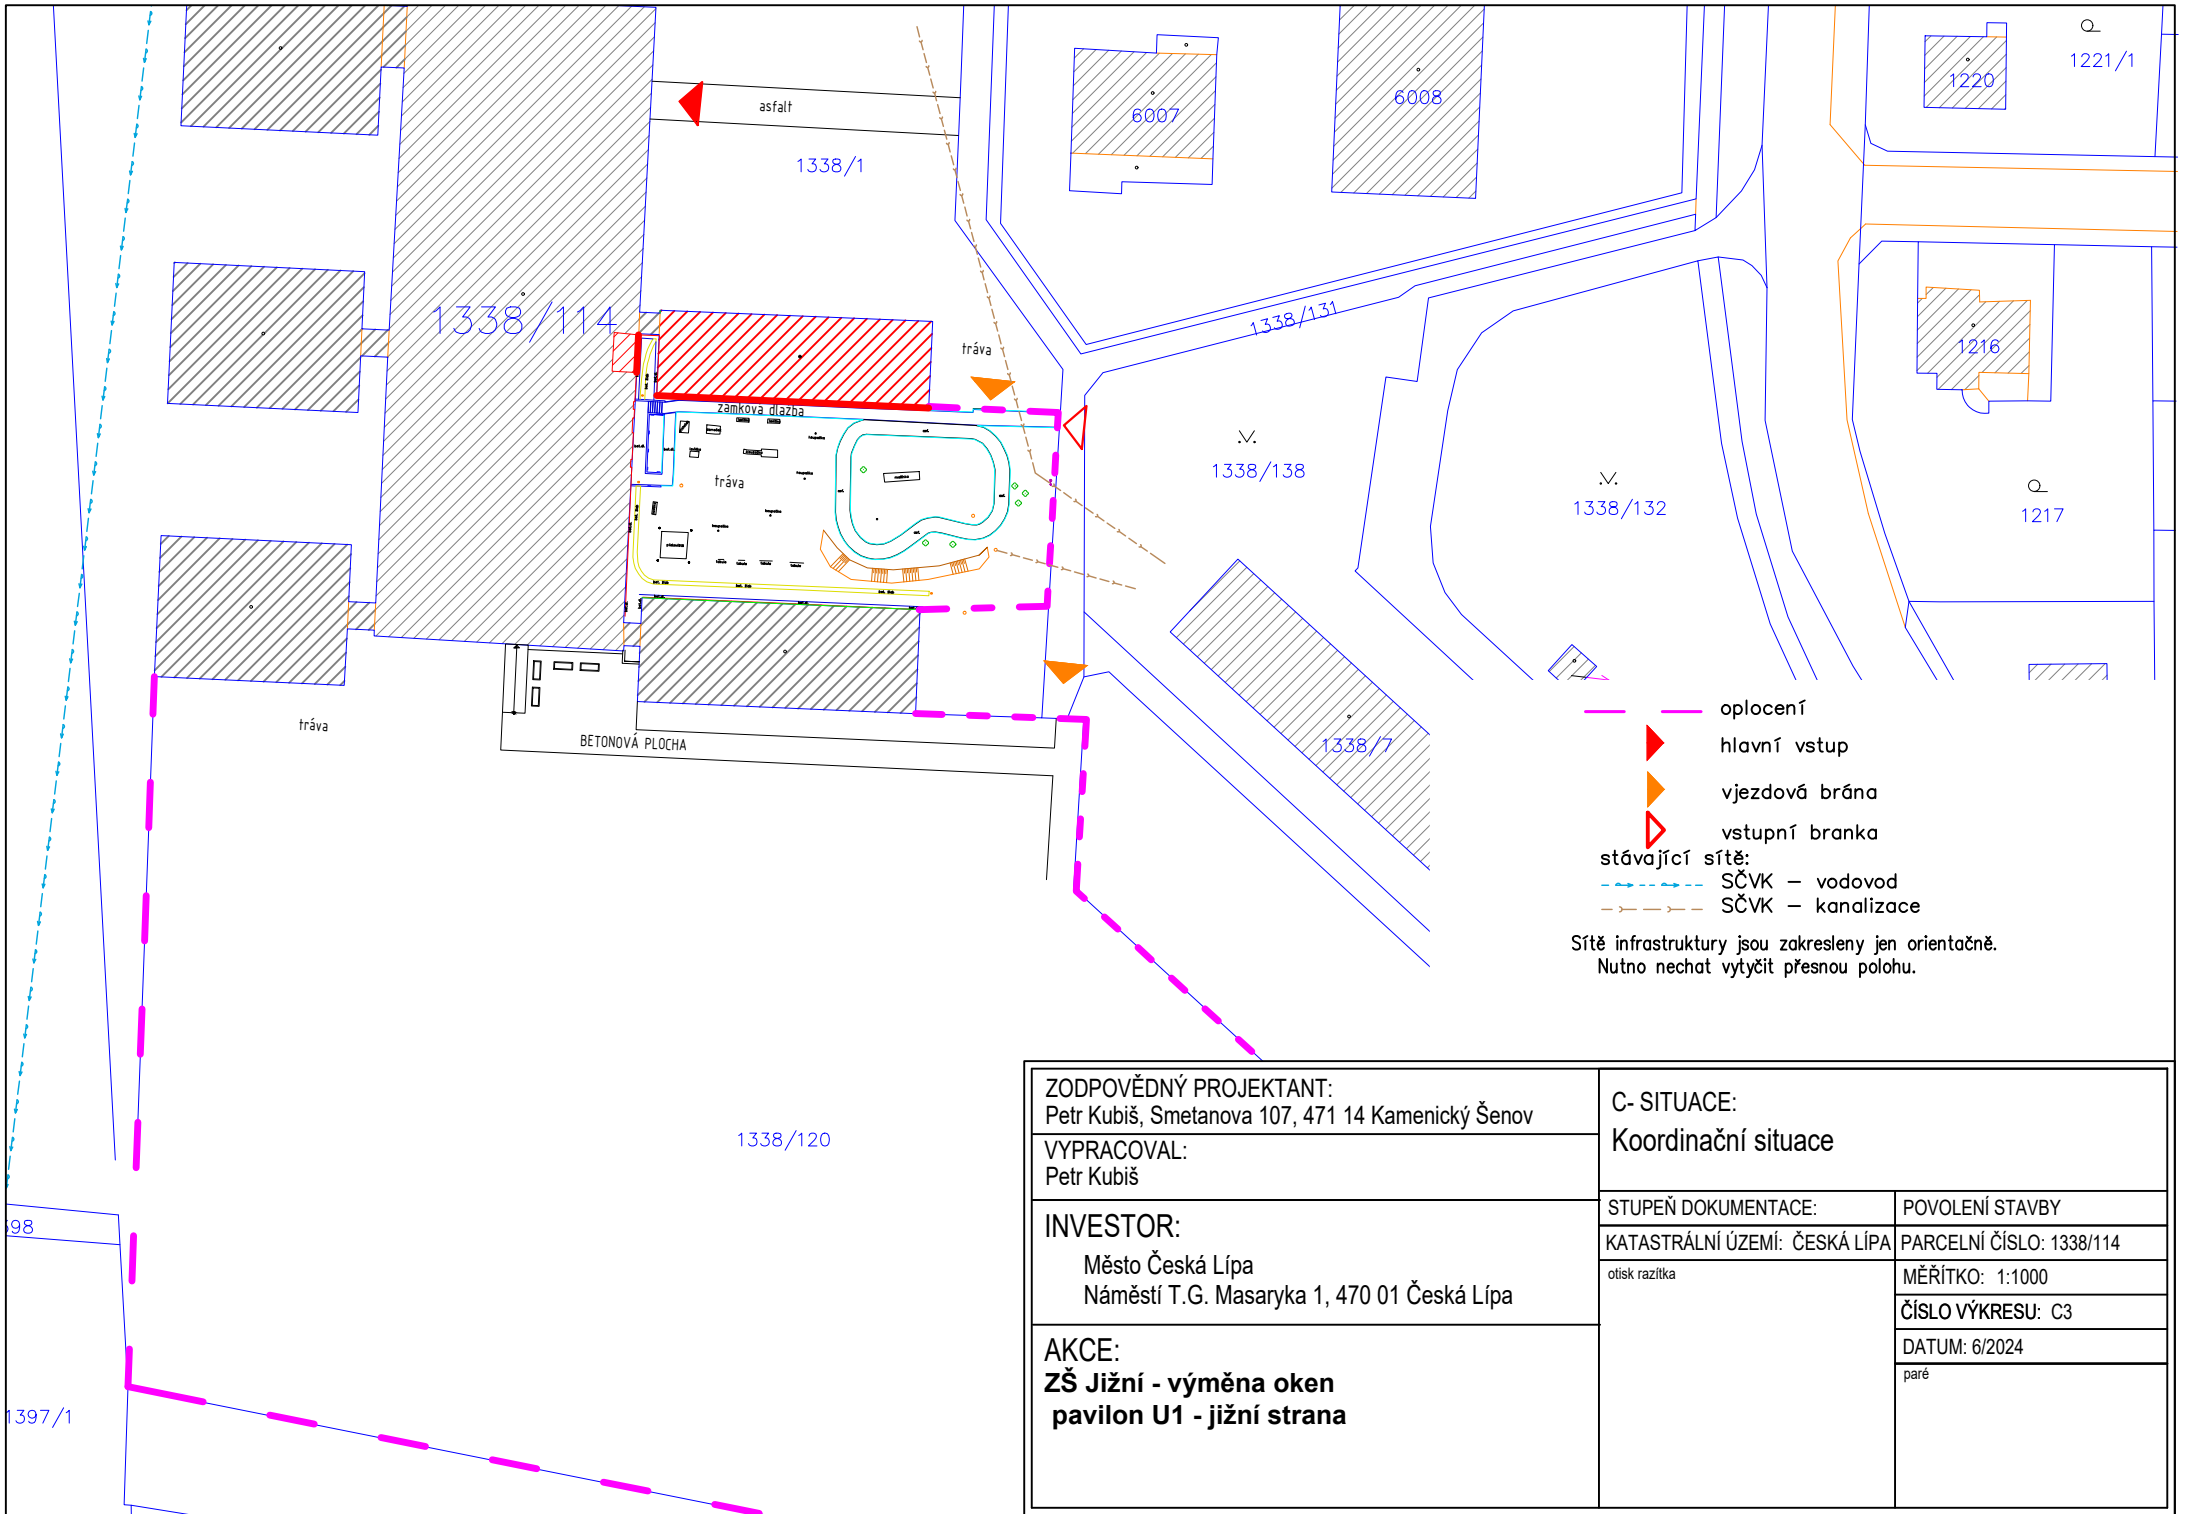 asfalt
1338/1
6007
6008
1220
1221/1
1338/114
1338/131
tráva
1216
zámková dlažba
tráva
1338/138
1338/132
1217
tráva
BETONOVÁ PLOCHA
1338/7
oplocení
hlavní vstup
vjezdová brána
vstupní branka
stávající sítě:
SČVK – vodovod
SČVK – kanalizace
Sítě infrastruktury jsou zakresleny jen orientačně.
Nutno nechat vytyčit přesnou polohu.
1338/120
98
1397/1
ZODPOVĚDNÝ PROJEKTANT:
Petr Kubiš, Smetanova 107, 471 14 Kamenický Šenov
VYPRACOVAL:
Petr Kubiš
INVESTOR:
Město Česká Lípa
Náměstí T.G. Masaryka 1, 470 01 Česká Lípa
AKCE:
ZŠ Jižní - výměna oken
pavilon U1 - jižní strana
C- SITUACE:
Koordinační situace
STUPEŇ DOKUMENTACE: POVOLENÍ STAVBY
KATASTRÁLNÍ ÚZEMÍ: ČESKÁ LÍPA PARCELNÍ ČÍSLO: 1338/114
otisk razítka
MĚŘÍTKO: 1:1000
ČÍSLO VÝKRESU: C3
DATUM: 6/2024
paré